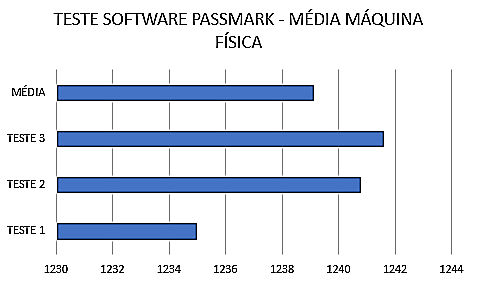 TESTE SOFTWARE PASSMARK - MÉDIA MÁQUINA
FÍSICA
MÉDIA
TESTE 3
TESTE 2
TESTE 1
1230 1232 1234 1236 1238 1240 1242 1244